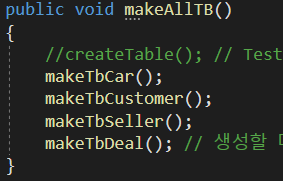 public void makeAllTB()
{
//createTable(); // Test
makeTbCar();
makeTbCustomer();
makeTbSeller();
makeTbDeal(); // 생성할
}